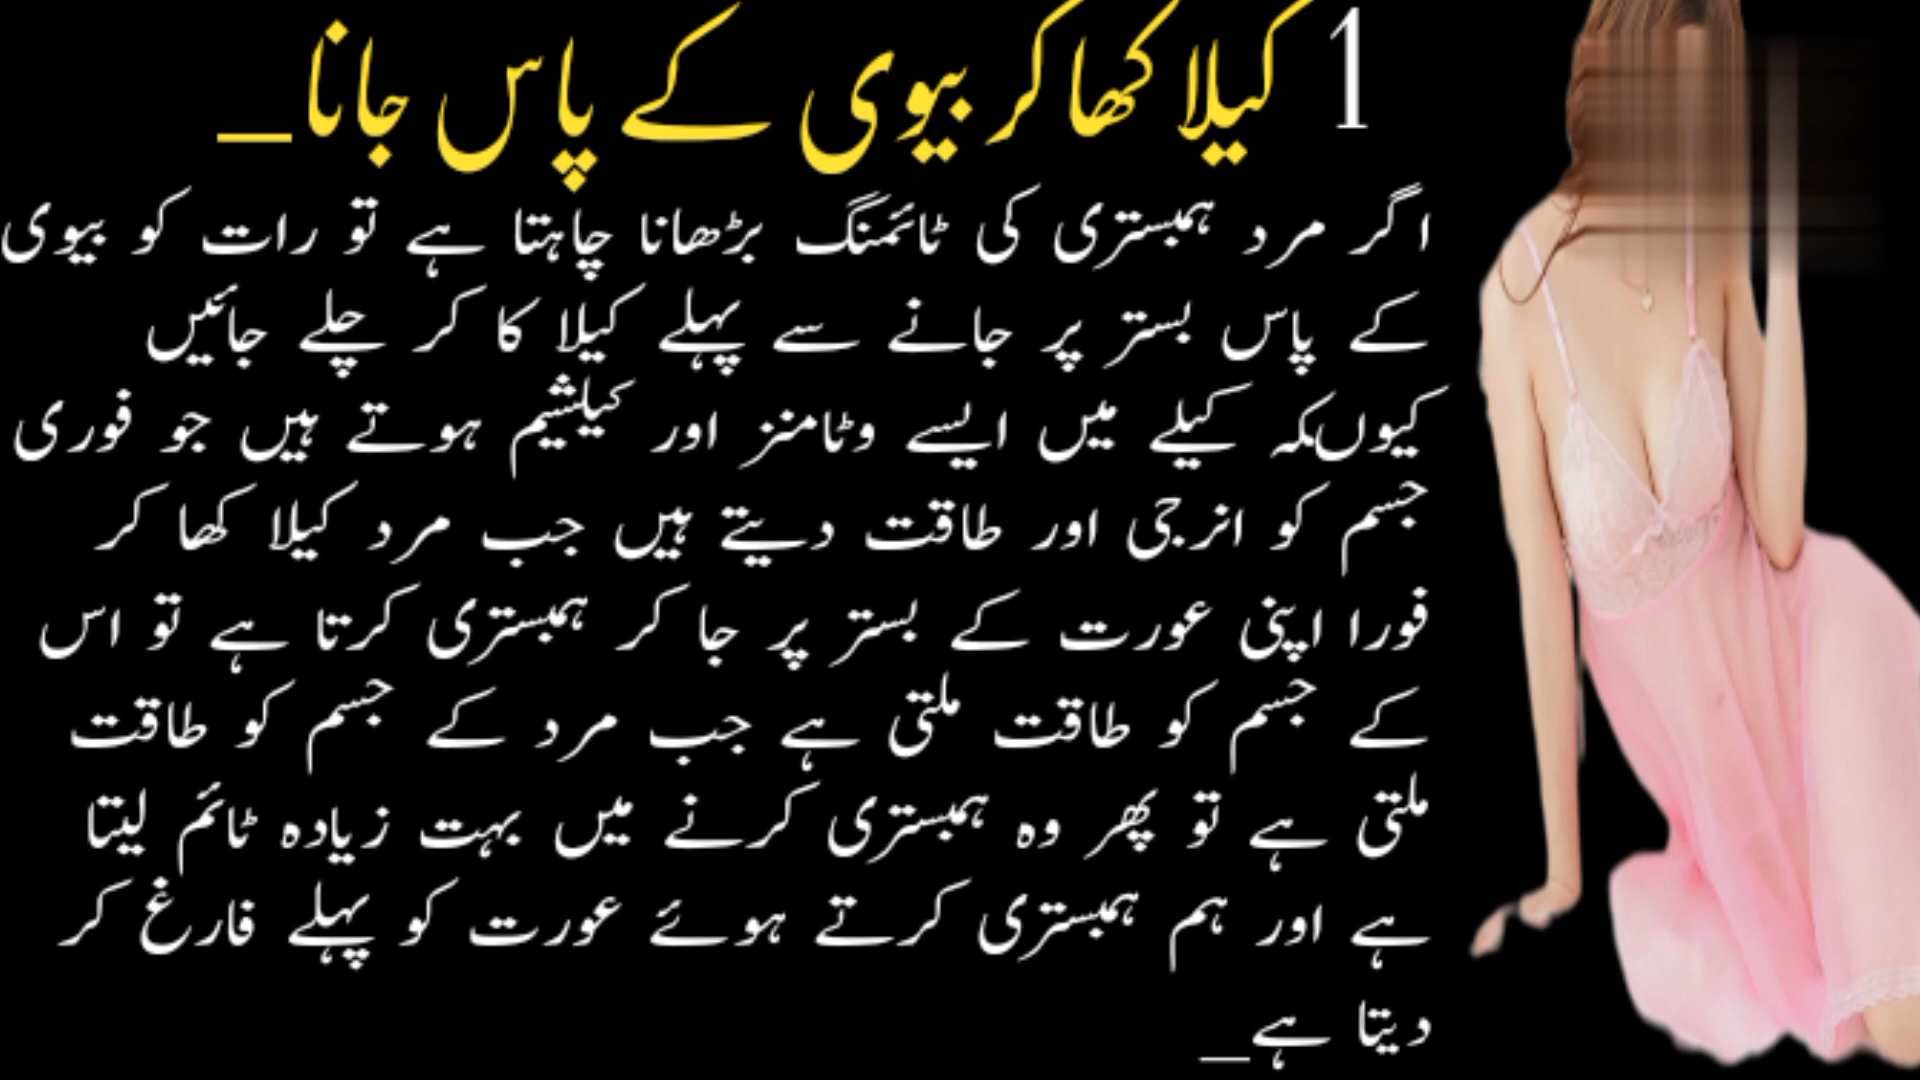 1 کیلا کھا کر بیوی کے پاس جانا_
اگر مرد ہمبستری کی ٹائمنگ بڑھانا چاہتا ہے تو رات کو بیوی
کے پاس بستر پر جانے سے پہلے کیلا کا کر چلے جائیں
کیوںکہ کیلے میں ایسے وٹامنز اور کیلشیم ہوتے ہیں جو فوری
جسم کو انرجی اور طاقت دیتے ہیں جب مرد کیلا کھا کر
فورا اپنی عورت کے بستر پر جا کر ہمبستری کرتا ہے تو اس
کے جسم کو طاقت ملتی ہے جب مرد کے جسم کو طاقت
ملتی ہے تو پھر وہ ہمبستری کرنے میں بہت زیادہ ٹائم لیتا
ہے اور ہم ہمبستری کرتے ہوئے عورت کو پہلے فارغ کر
دیتا ہے_